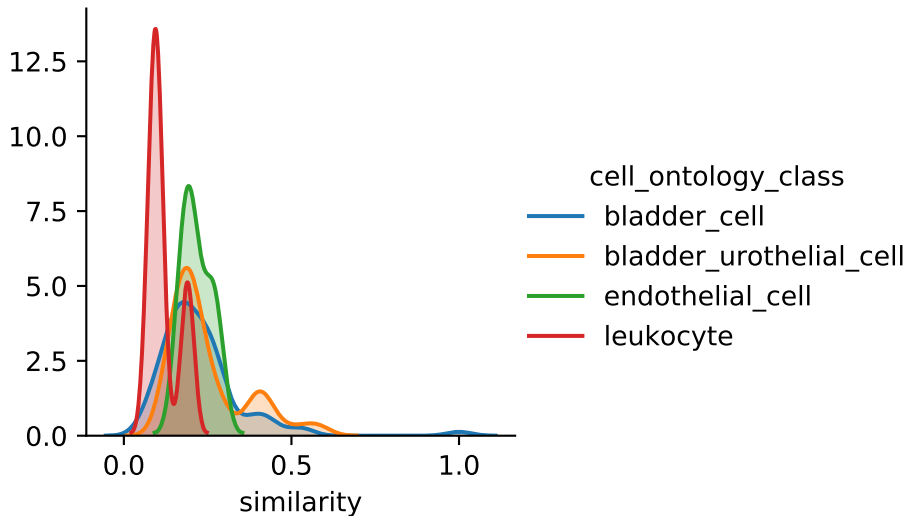 12.5
10.0
7.5
5.0
2.5
0.0
0.0 0.5 1.0
similarity
cell_ontology_class
bladder_cell
bladder_urothelial_cell
endothelial_cell
leukocyte